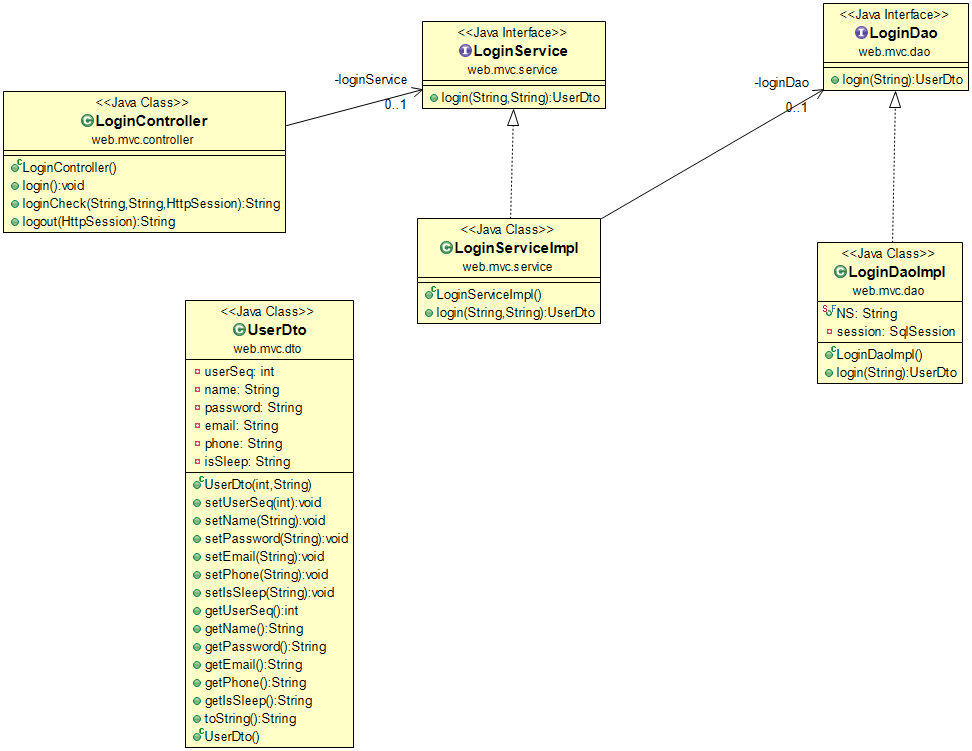 <<Java Interface>>
LoginService
web.mvc.service
login(String,String):UserDto
<<Java Interface>>
LoginDao
web.mvc.dao
login(String):UserDto
-loginService
0..1
-loginDao
0..1
<<Java Class>>
LoginController
web.mvc.controller
LoginController()
login():void
loginCheck(String,String,HttpSession):String
logout(HttpSession):String
<<Java Class>>
LoginServiceImpl
web.mvc.service
LoginServiceImpl()
login(String,String):UserDto
<<Java Class>>
LoginDaoImpl
web.mvc.dao
NS: String
session: SqlSession
LoginDaoImpl()
login(String):UserDto
<<Java Class>>
UserDto
web.mvc.dto
userSeq: int
name: String
password: String
email: String
phone: String
isSleep: String
UserDto(int,String)
setUserSeq(int):void
setName(String):void
setPassword(String):void
setEmail(String):void
setPhone(String):void
setIsSleep(String):void
getUserSeq():int
getName():String
getPassword():String
getEmail():String
getPhone():String
getIsSleep():String
toString():String
UserDto()